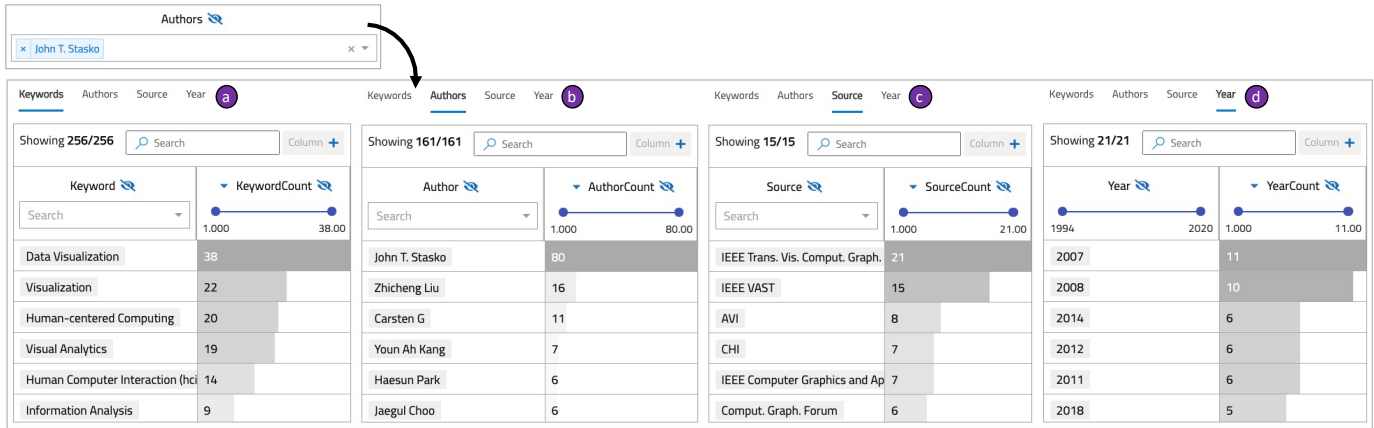 Authors
× John T. Stasko ×
Keywords Authors Source Year a
Showing 256/256 Search Column +
Keyword KeywordCount
Search
1.000 38.00
Data Visualization 38
Visualization 22
Human-centered Computing 20
Visual Analytics 19
Human Computer Interaction (hci 14
Information Analysis 9
Keywords Authors Source Year b
Showing 161/161 Search Column +
Author AuthorCount
Search
1.000 80.00
John T. Stasko 80
Zhicheng Liu 16
Carsten G 11
Youn Ah Kang 7
Haesun Park 6
Jaegul Choo 6
Keywords Authors Source Year c
Showing 15/15 Search Column +
Source SourceCount
Search
1.000 21.00
IEEE Trans. Vis. Comput. Graph. 21
IEEE VAST 15
AVI 8
CHI 7
IEEE Computer Graphics and Ap 7
Comput. Graph. Forum 6
Keywords Authors Source Year d
Showing 21/21 Search Column +
Year YearCount
1994 2020 1.000 11.00
2007 11
2008 10
2014 6
2012 6
2011 6
2018 5